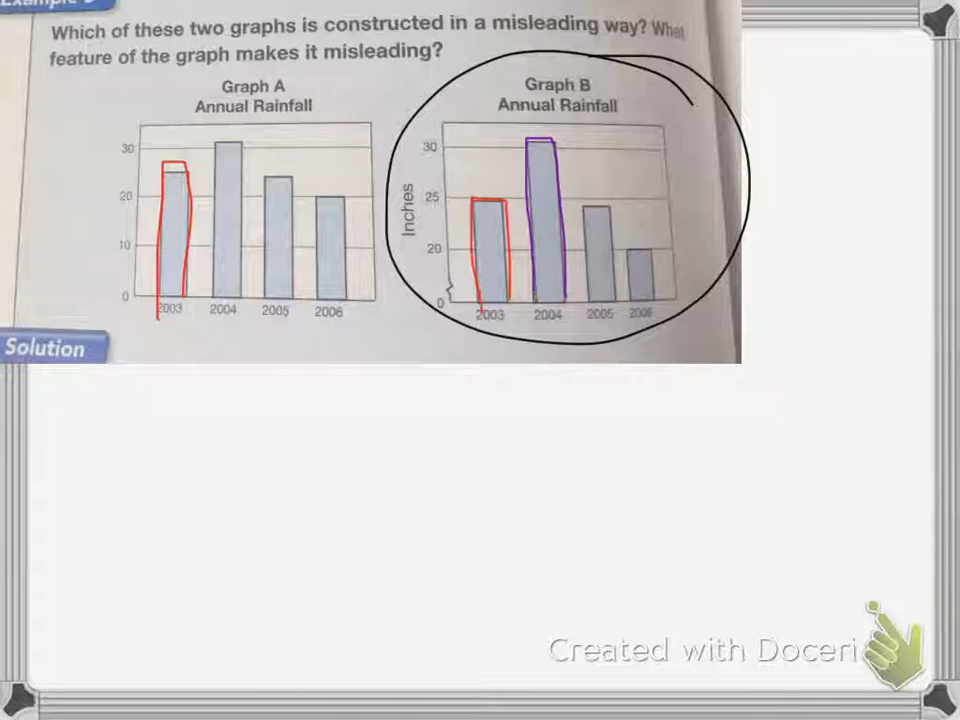 Which of these two graphs is constructed in a misleading way? What
feature of the graph makes it misleading?
Graph A
Annual Rainfall
30
20
10
0
2003 2004 2005 2006
Graph B
Annual Rainfall
Inches
30
25
20
0
2003 2004 2005 2006
Solution
Created with Doceri